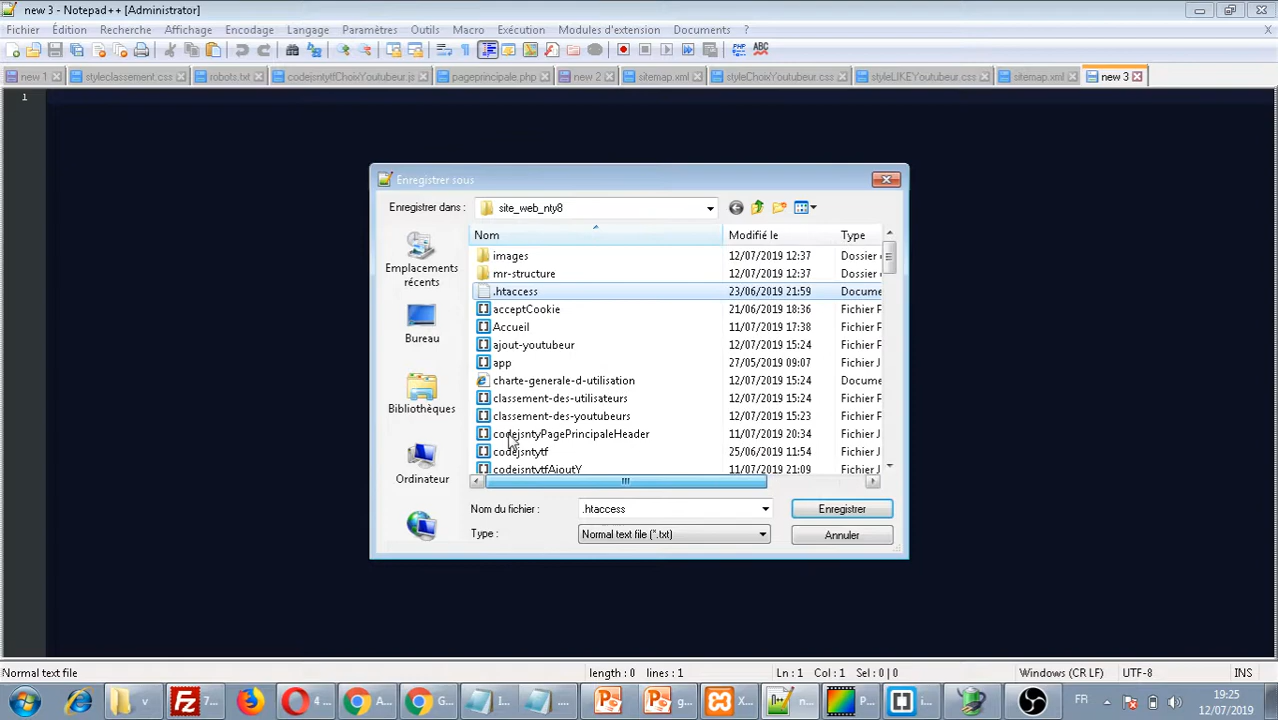 new 3 - Notepad++ [Administrator]
Fichier Édition Recherche Affichage Encodage Langage Paramètres Outils Macro Exécution Modules d'extension Documents ? X
new 1 styleclassement.css robots.txt codejsntytfChoixYoutubeur.js pageprincipale.php new 2 sitemap.xml styleChoixYoutubeur.css styleLIKEYoutubeur.css sitemap.xml new 3
1
Enregistrer sous
Enregistrer dans : site_web_nty8
Nom Modifié le Type
images 12/07/2019 12:37 Dossier
mr-structure 12/07/2019 12:37 Dossier
.htaccess 23/06/2019 21:59 Docume
acceptCookie 21/06/2019 18:36 Fichier
Accueil 11/07/2019 17:38 Fichier
ajout-youtubeur 12/07/2019 15:24 Fichier
app 27/05/2019 09:07 Fichier J
charte-generale-d-utilisation 12/07/2019 15:24 Docume
classement-des-utilisateurs 12/07/2019 15:24 Fichier
classement-des-youtubeurs 12/07/2019 15:23 Fichier
codejsntyPagePrincipaleHeader 11/07/2019 20:34 Fichier J
codejsntytf 25/06/2019 11:54 Fichier J
codejsntytfAjoutY 11/07/2019 21:09 Fichier J
Emplacements récents
Bureau
Bibliothèques
Ordinateur
Nom du fichier : .htaccess Enregistrer
Type : Normal text file (*.txt) Annuler
Normal text file length : 0 lines : 1 Ln : 1 Col : 1 Sel : 0 | 0 Windows (CR LF) UTF-8 INS
v 7... 4 ... A... G... I... .... P g... X... n... P... i... FR 19:25
12/07/2019